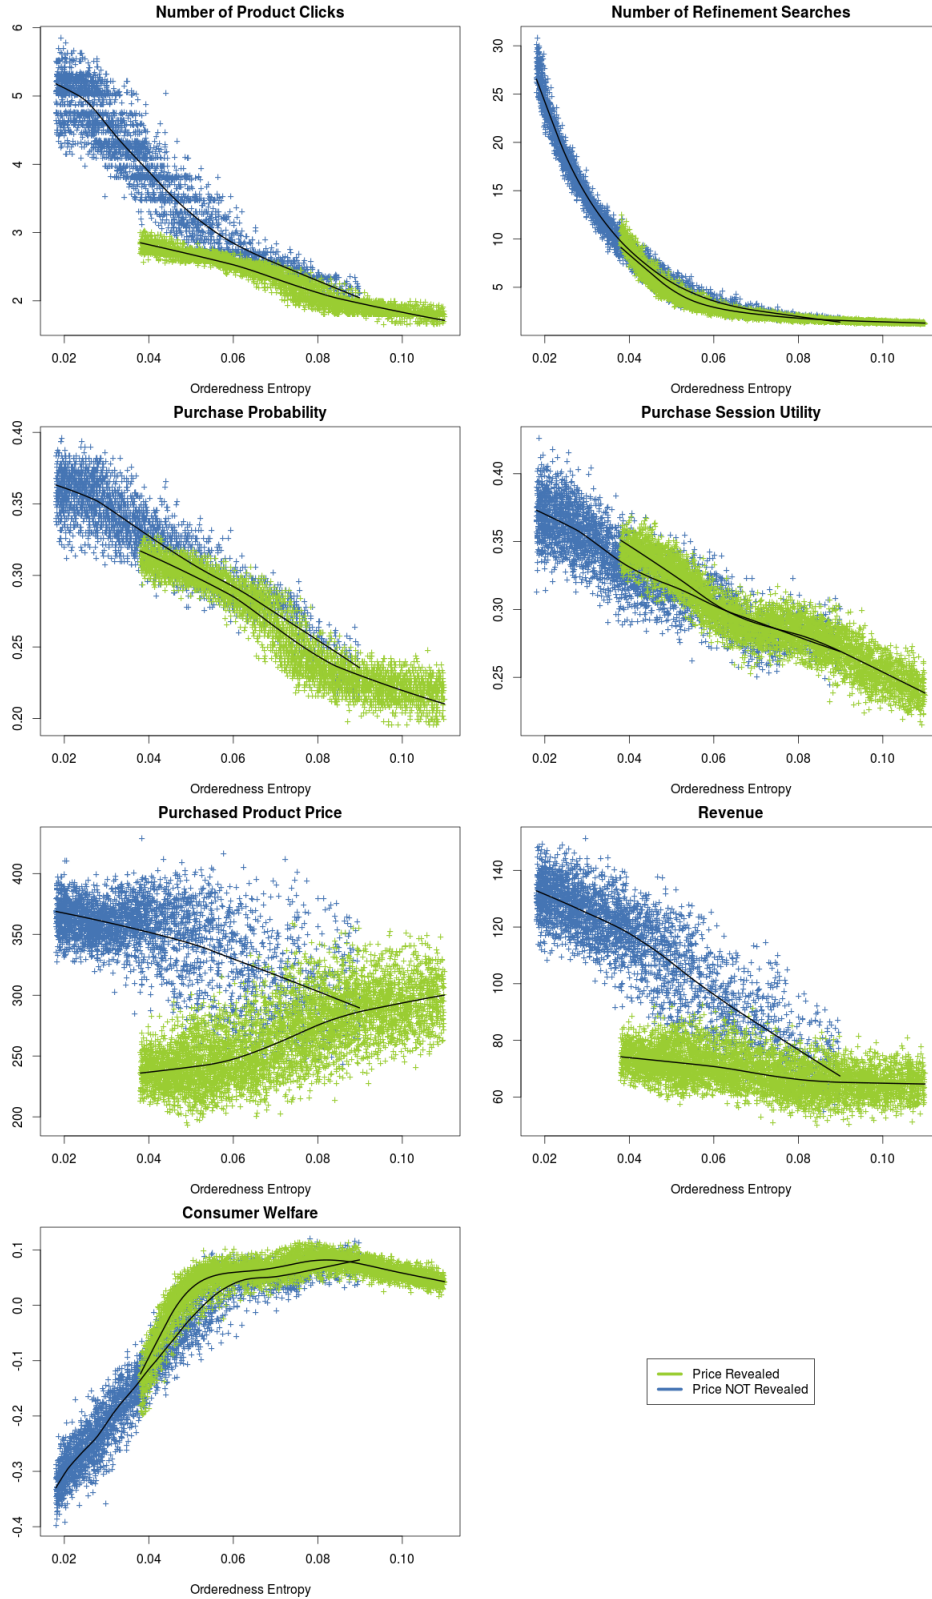 Number of Product Clicks
6
5
4
3
2
0.02 0.04 0.06 0.08 0.10
Orderedness Entropy
Number of Refinement Searches
30
25
20
15
10
5
0.02 0.04 0.06 0.08 0.10
Orderedness Entropy
Purchase Probability
0.40
0.35
0.30
0.25
0.20
0.02 0.04 0.06 0.08 0.10
Orderedness Entropy
Purchase Session Utility
0.40
0.35
0.30
0.25
0.02 0.04 0.06 0.08 0.10
Orderedness Entropy
Purchased Product Price
400
350
300
250
200
0.02 0.04 0.06 0.08 0.10
Orderedness Entropy
Revenue
140
120
100
80
60
0.02 0.04 0.06 0.08 0.10
Orderedness Entropy
Consumer Welfare
0.1
0.0
-0.1
-0.2
-0.3
-0.4
0.02 0.04 0.06 0.08 0.10
Orderedness Entropy
Price Revealed
Price NOT Revealed